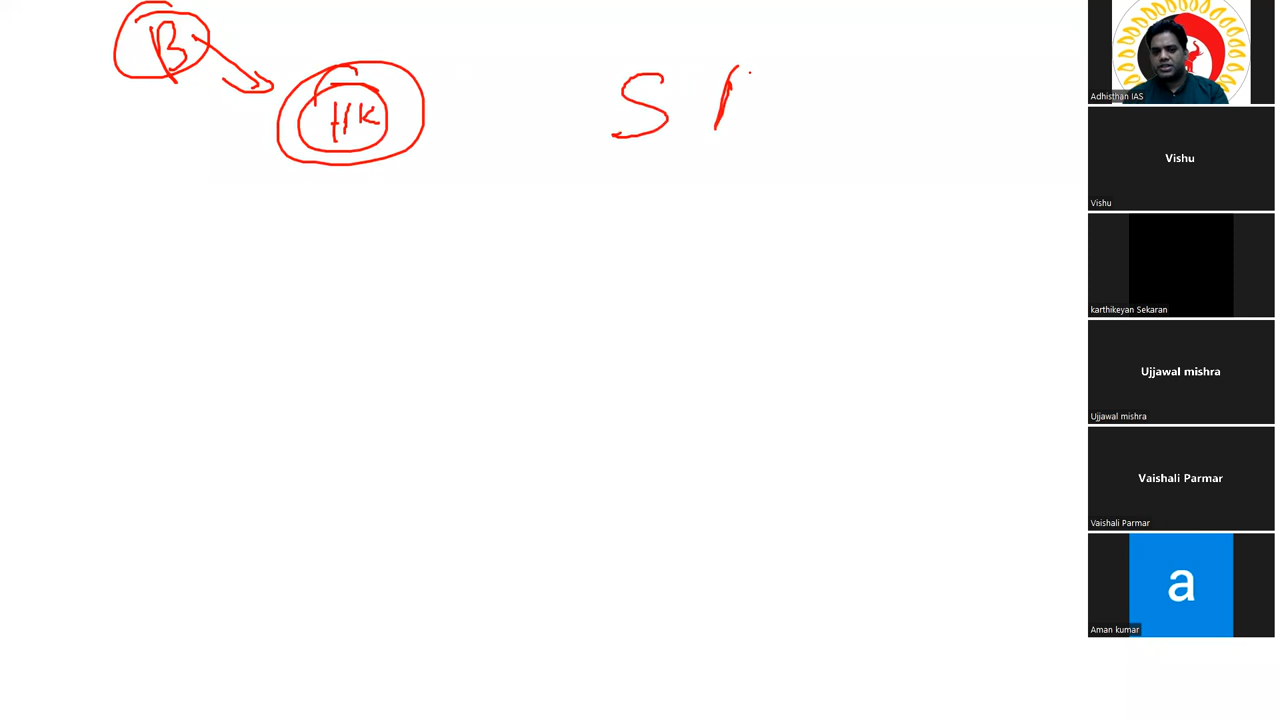 B
HK
S
Adhisthan IAS
Vishu
Vishu
karthikeyan Sekaran
Ujjawal mishra
Ujjawal mishra
Vaishali Parmar
Vaishali Parmar
a
Aman kumar